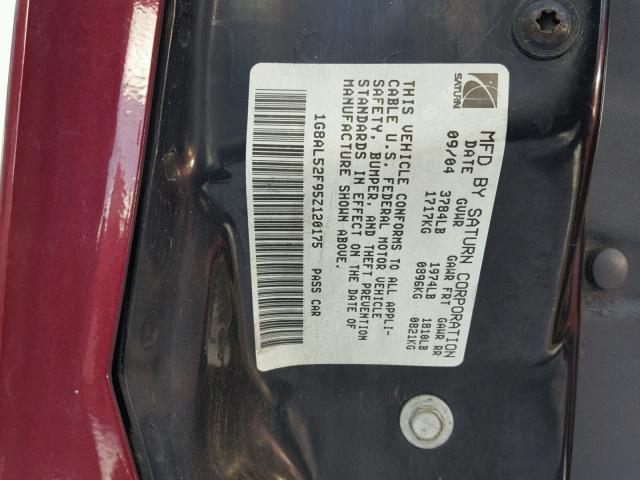 SATURN
MFD BY SATURN CORPORATION
DATE GVWR GAWR FRT GAWR RR
09/04 3784LB 1974LB 1810LB
1717KG 0896KG 0821KG
THIS VEHICLE CONFORMS TO ALL APPLI-
CABLE U.S. FEDERAL MOTOR VEHICLE
SAFETY, BUMPER, AND THEFT PREVENTION
STANDARDS IN EFFECT ON THE DATE OF
MANUFACTURE SHOWN ABOVE.
1G8AL52F95Z120175 PASS CAR